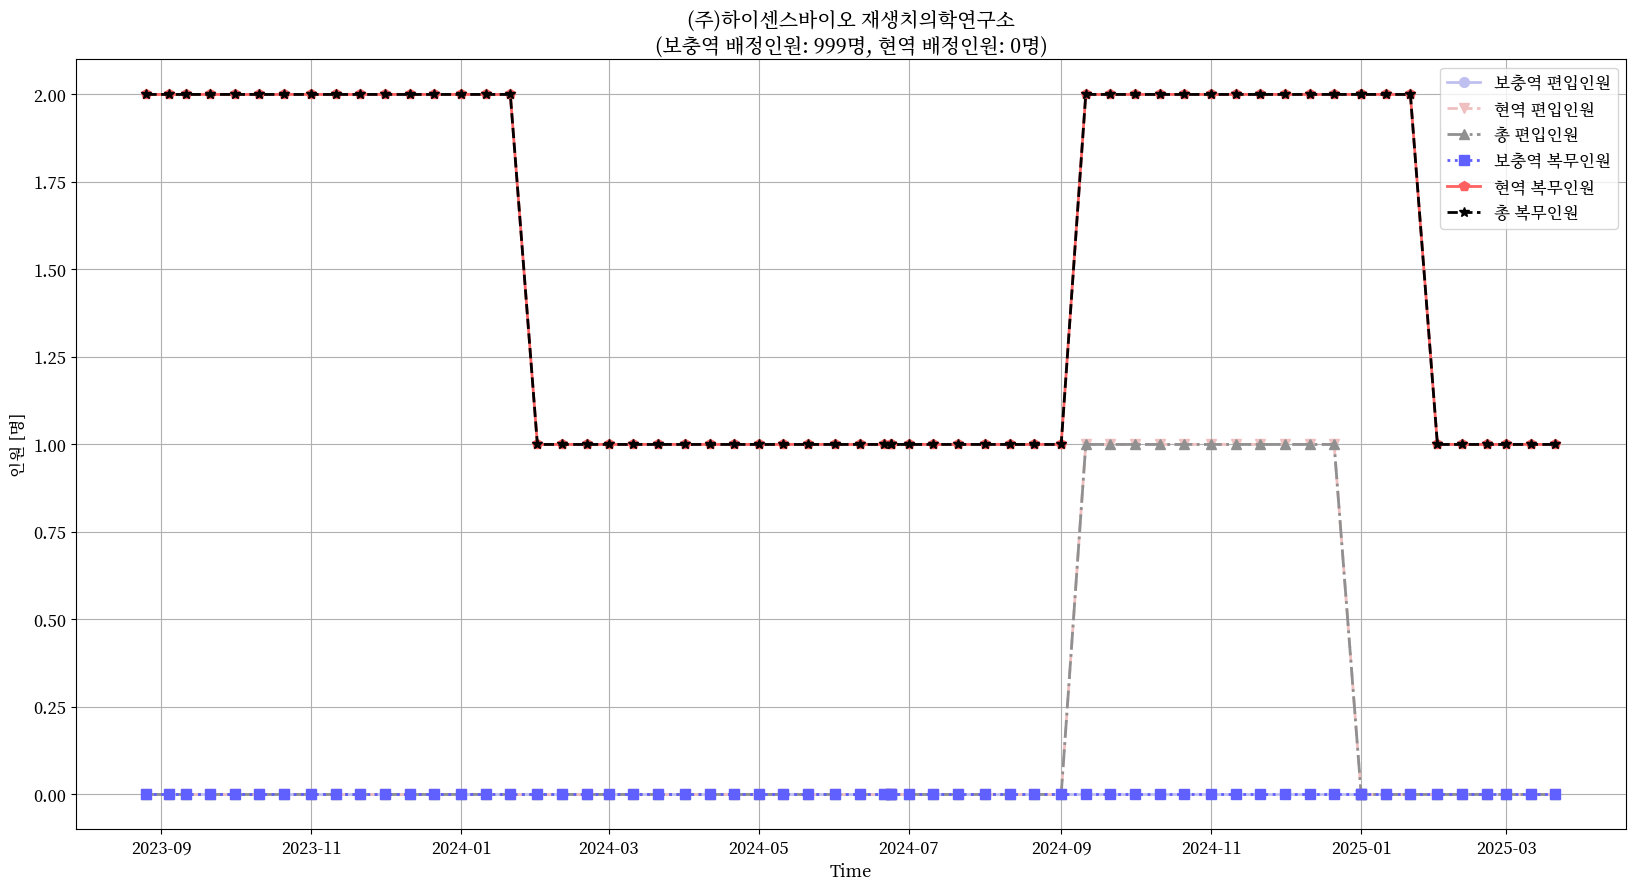 (주)하이센스바이오 재생치의학연구소
(보충역 배정인원: 999명, 현역 배정인원: 0명)
보충역 편입인원
현역 편입인원
총 편입인원
보충역 복무인원
현역 복무인원
총 복무인원
인원 [명]
2.00
1.75
1.50
1.25
1.00
0.75
0.50
0.25
0.00
2023-09 2023-11 2024-01 2024-03 2024-05 2024-07 2024-09 2024-11 2025-01 2025-03
Time